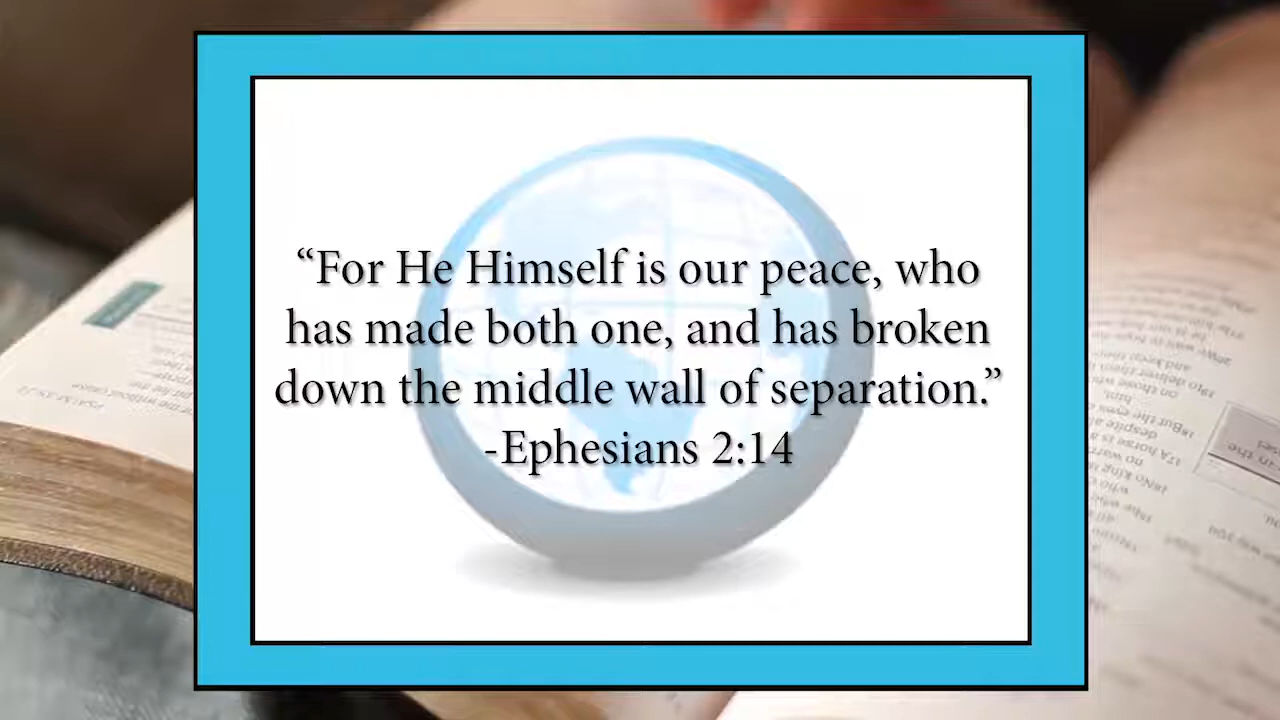 “For He Himself is our peace, who
has made both one, and has broken
down the middle wall of separation.”
-Ephesians 2:14